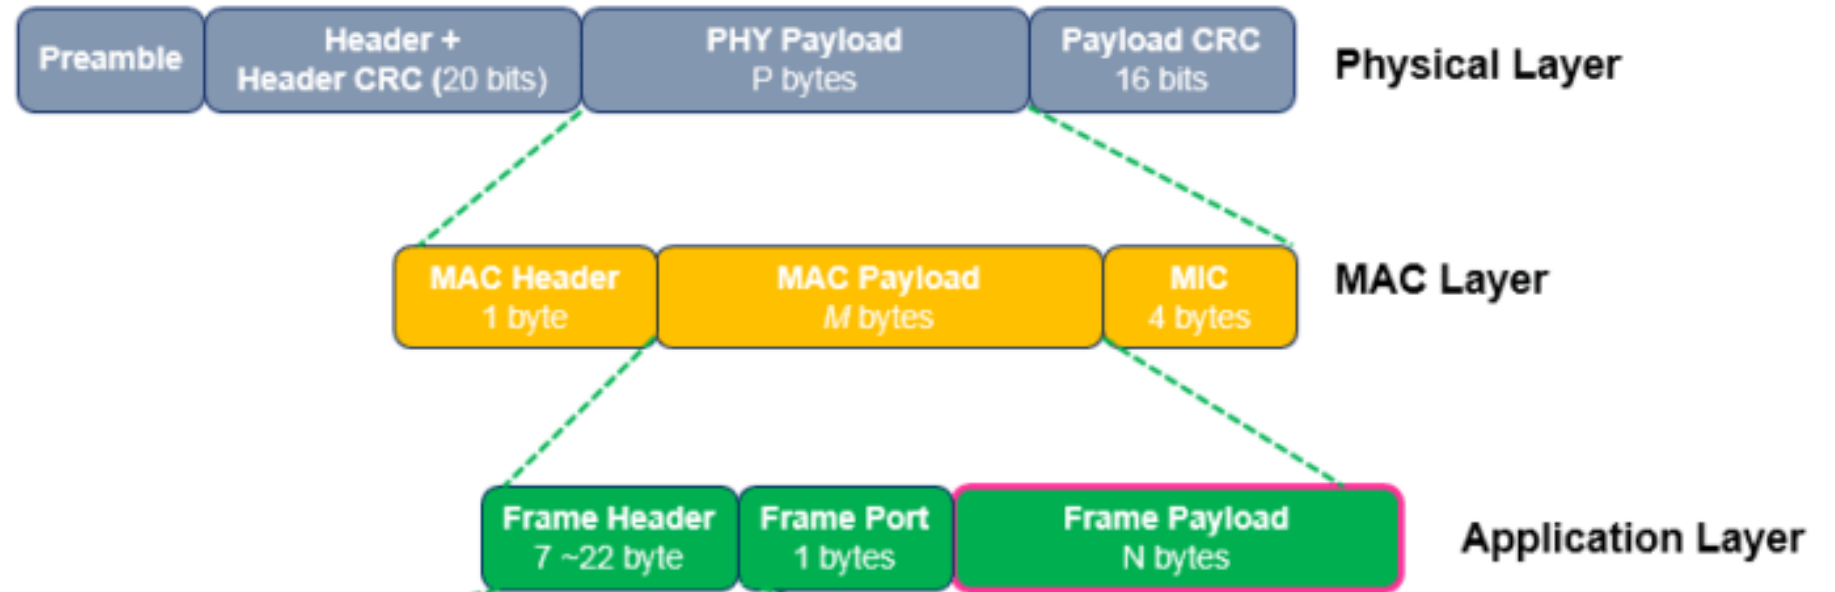 Preamble
Header +
Header CRC (20 bits)
PHY Payload
P bytes
Payload CRC
16 bits
Physical Layer
MAC Header
1 byte
MAC Payload
M bytes
MIC
4 bytes
MAC Layer
Frame Header
7 ~22 byte
Frame Port
1 bytes
Frame Payload
N bytes
Application Layer